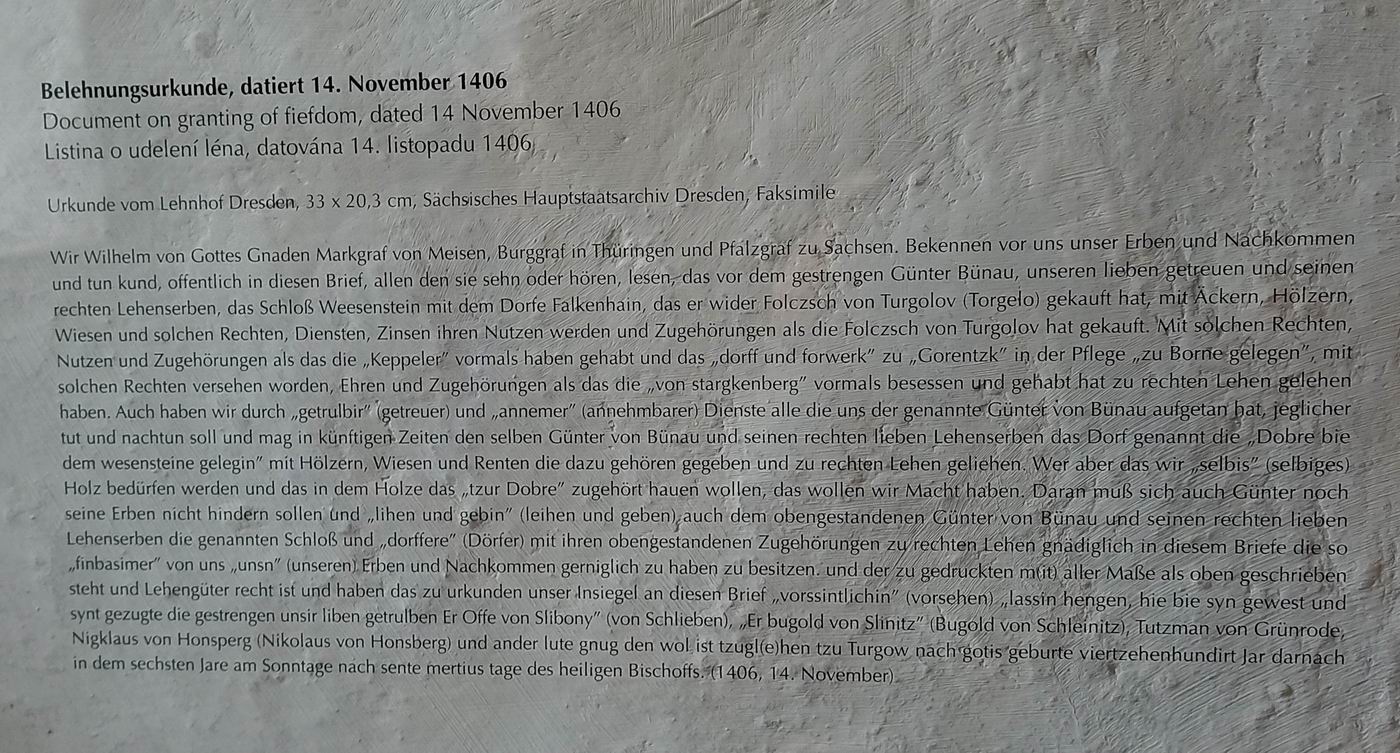 Belehnungsurkunde, datiert 14. November 1406
Document on granting of fiefdom, dated 14 November 1406
Listina o udelení léna, datována 14. listopadu 1406
Urkunde vom Lehnhof Dresden, 33 x 20,3 cm, Sächsisches Hauptstaatsarchiv Dresden, Faksimile
Wir Wilhelm von Gottes Gnaden Markgraf von Meisen, Burggraf in Thüringen und Pfalzgraf zu Sachsen. Bekennen vor uns unser Erben und Nachkommen
und tun kund, offentlich in diesen Brief, allen den sie sehn oder hören, lesen, das vor dem gestrengen Günter Bünau, unseren lieben getreuen und seinen
rechten Lehenserben, das Schloß Weesenstein mit dem Dorfe Falkenhain, das er wider Folczsch von Turgolov (Torgelo) gekauft hat, mit Äckern, Hölzern,
Wiesen und solchen Rechten, Diensten, Zinsen ihren Nutzen werden und Zugehörungen als die Folczsch von Turgolov hat gekauft. Mit solchen Rechten,
Nutzen und Zugehörungen als das die „Keppeler" vormals haben gehabt und das „dorff und forwerk" zu „Gorentzk" in der Pflege „zu Borne gelegen", mit
solchen Rechten versehen worden, Ehren und Zugehörungen als das die „von stargkenberg" vormals besessen und gehabt hat zu rechten Lehen gelehen
haben. Auch haben wir durch „getrulbir" (getreuer) und „annemer" (annehmbarer) Dienste alle die uns der genannte Günter von Bünau aufgetan hat, jeglicher
tut und nachtun soll und mag in künftigen Zeiten den selben Günter von Bünau und seinen rechten lieben Lehenserben das Dorf genannt die „Dobre bie
dem wesensteine gelegin" mit Hölzern, Wiesen und Renten die dazu gehören gegeben und zu rechten Lehen geliehen. Wer aber das wir „selbis" (selbiges)
Holz bedürfen werden und das in dem Holze das „tzur Dobre" zugehört hauen wollen, das wollen wir Macht haben. Daran muß sich auch Günter noch
seine Erben nicht hindern sollen und „lihen und gebin" (leihen und geben) auch dem obengestandenen Günter von Bünau und seinen rechten lieben
Lehenserben die genannten Schloß und „dorffere" (Dörfer) mit ihren obengestandenen Zugehörungen zu rechten Lehen gnädiglich in diesem Briefe die so
„finbasimer" von uns „unsn" (unseren) Erben und Nachkommen gerniglich zu haben zu besitzen. und der zu gedruckten m(it) aller Maße als oben geschrieben
steht und Lehengüter recht ist und haben das zu urkunden unser Insiegel an diesen Brief „vorssintlichin" (vorsehen) „lassin hengen, hie bie syn gewest und
synt gezugte die gestrengen unsir liben getrulben Er Offe von Slibony" (von Schlieben), „Er bugold von Slinitz" (Bugold von Schleinitz), Tutzman von Grünrode,
Nigklaus von Honsperg (Nikolaus von Honsberg) und ander lute gnug den wol ist tzugl(e)hen tzu Turgow nach gotis geburte viertzehenhundirt Jar darnach
in dem sechsten Jare am Sonntage nach sente mertius tage des heiligen Bischoffs. (1406, 14. November)